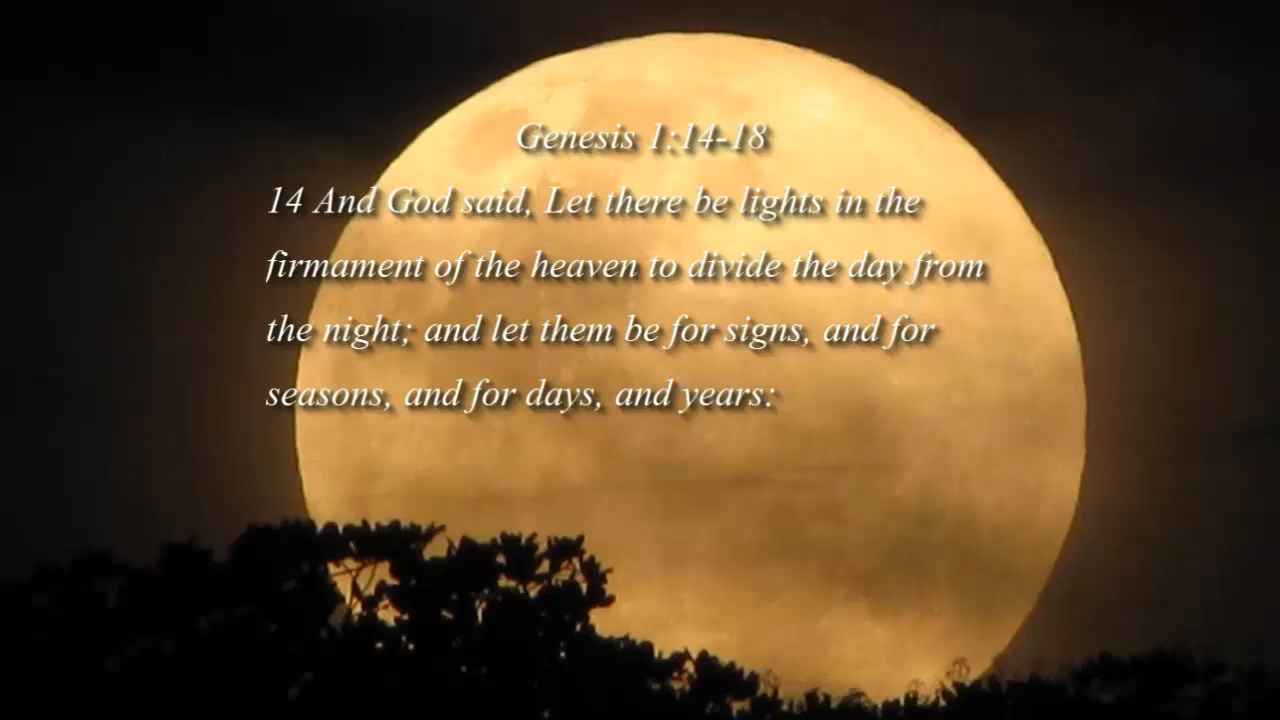 Genesis 1:14-18
14 And God said, Let there be lights in the
firmament of the heaven to divide the day from
the night; and let them be for signs, and for
seasons, and for days, and years: